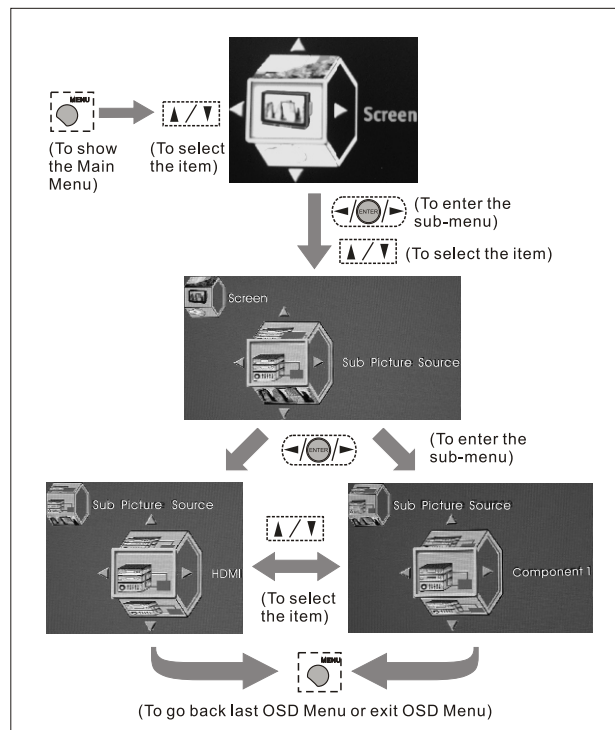 MENU
Screen
(To show
the Main
Menu)
(To select
the item)
ENTER
(To enter the
sub-menu)
(To select the item)
Screen
Sub Picture Source
ENTER
(To enter the
sub-menu)
Sub Picture Source
HDMI
(To select
the item)
Sub Picture Source
Component 1
MENU
(To go back last OSD Menu or exit OSD Menu)